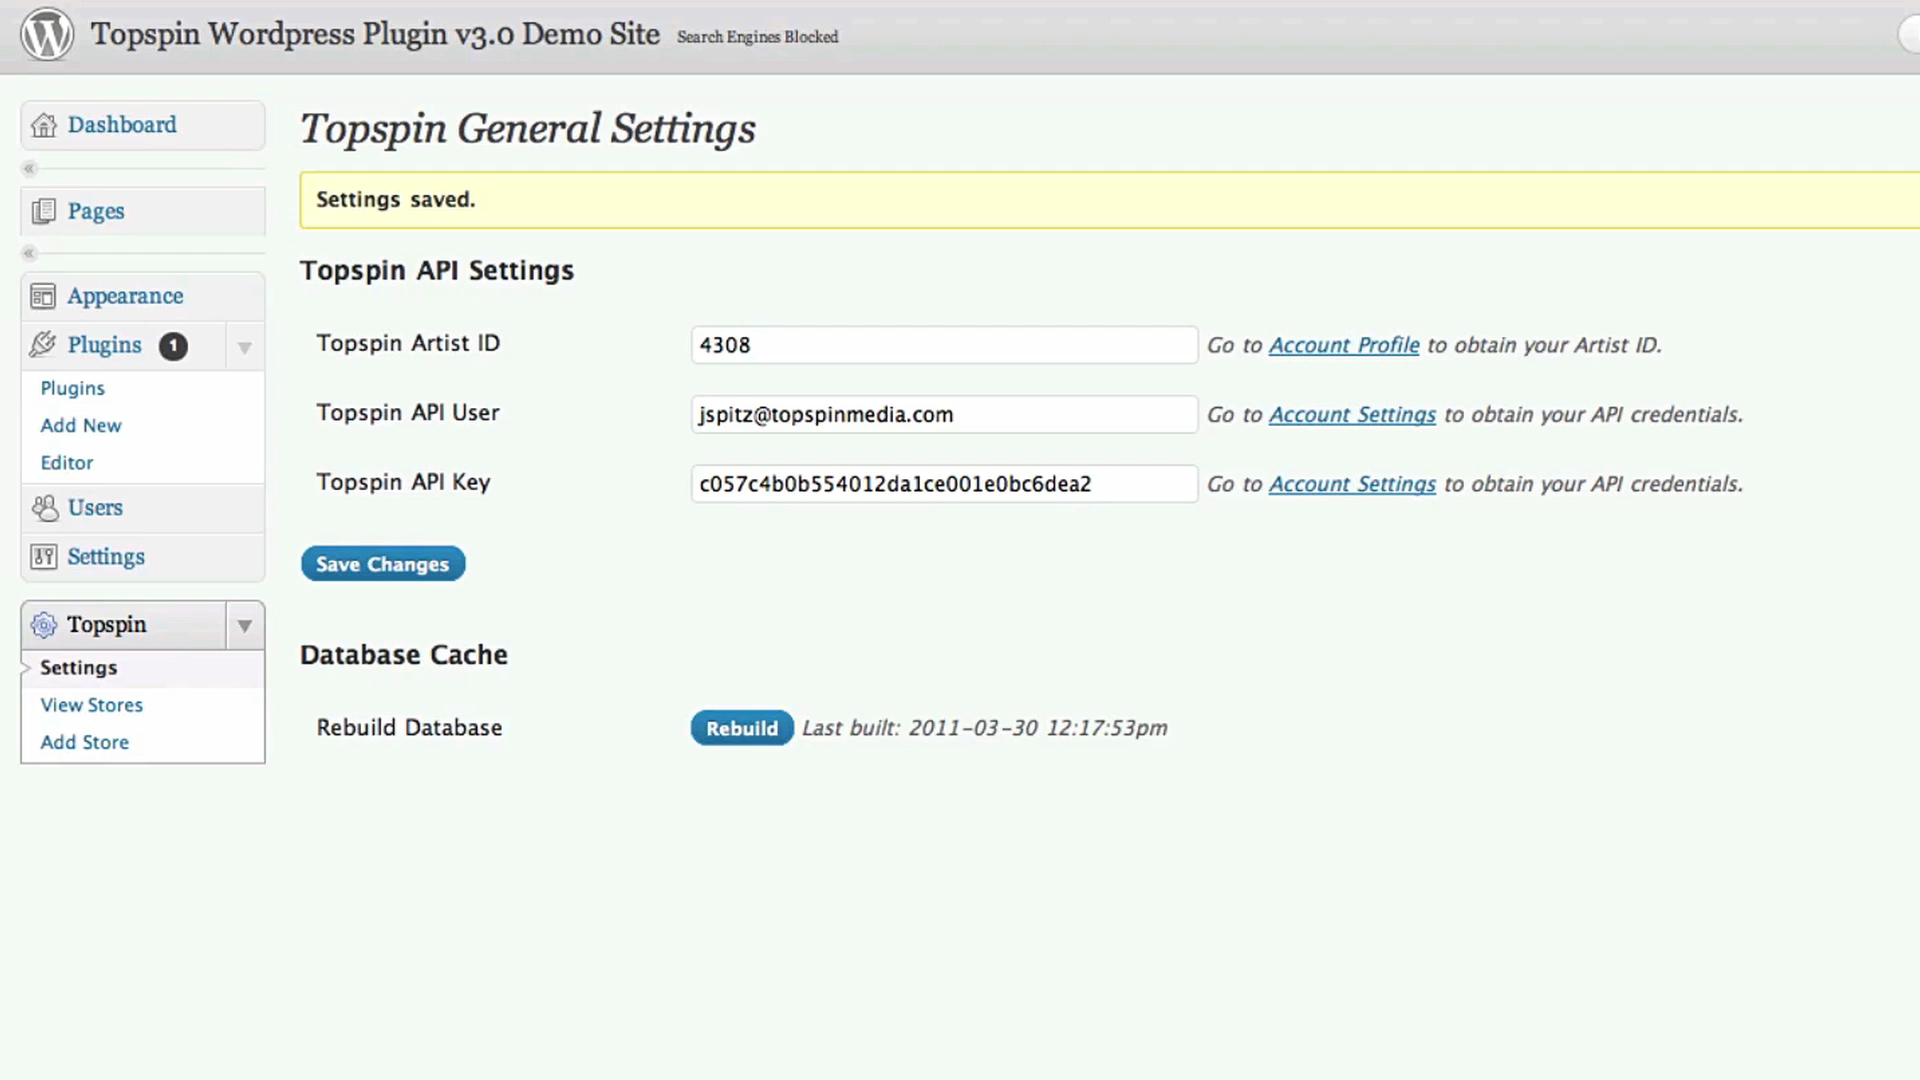 Topspin Wordpress Plugin v3.0 Demo Site Search Engines Blocked
Dashboard
Pages
Appearance
Plugins 1
Plugins
Add New
Editor
Users
Settings
Topspin
Settings
View Stores
Add Store
Topspin General Settings
Settings saved.
Topspin API Settings
Topspin Artist ID 4308 Go to Account Profile to obtain your Artist ID.
Topspin API User jspitz@topspinmedia.com Go to Account Settings to obtain your API credentials.
Topspin API Key c057c4b0b554012da1ce001e0bc6dea2 Go to Account Settings to obtain your API credentials.
Save Changes
Database Cache
Rebuild Database Rebuild Last built: 2011-03-30 12:17:53pm